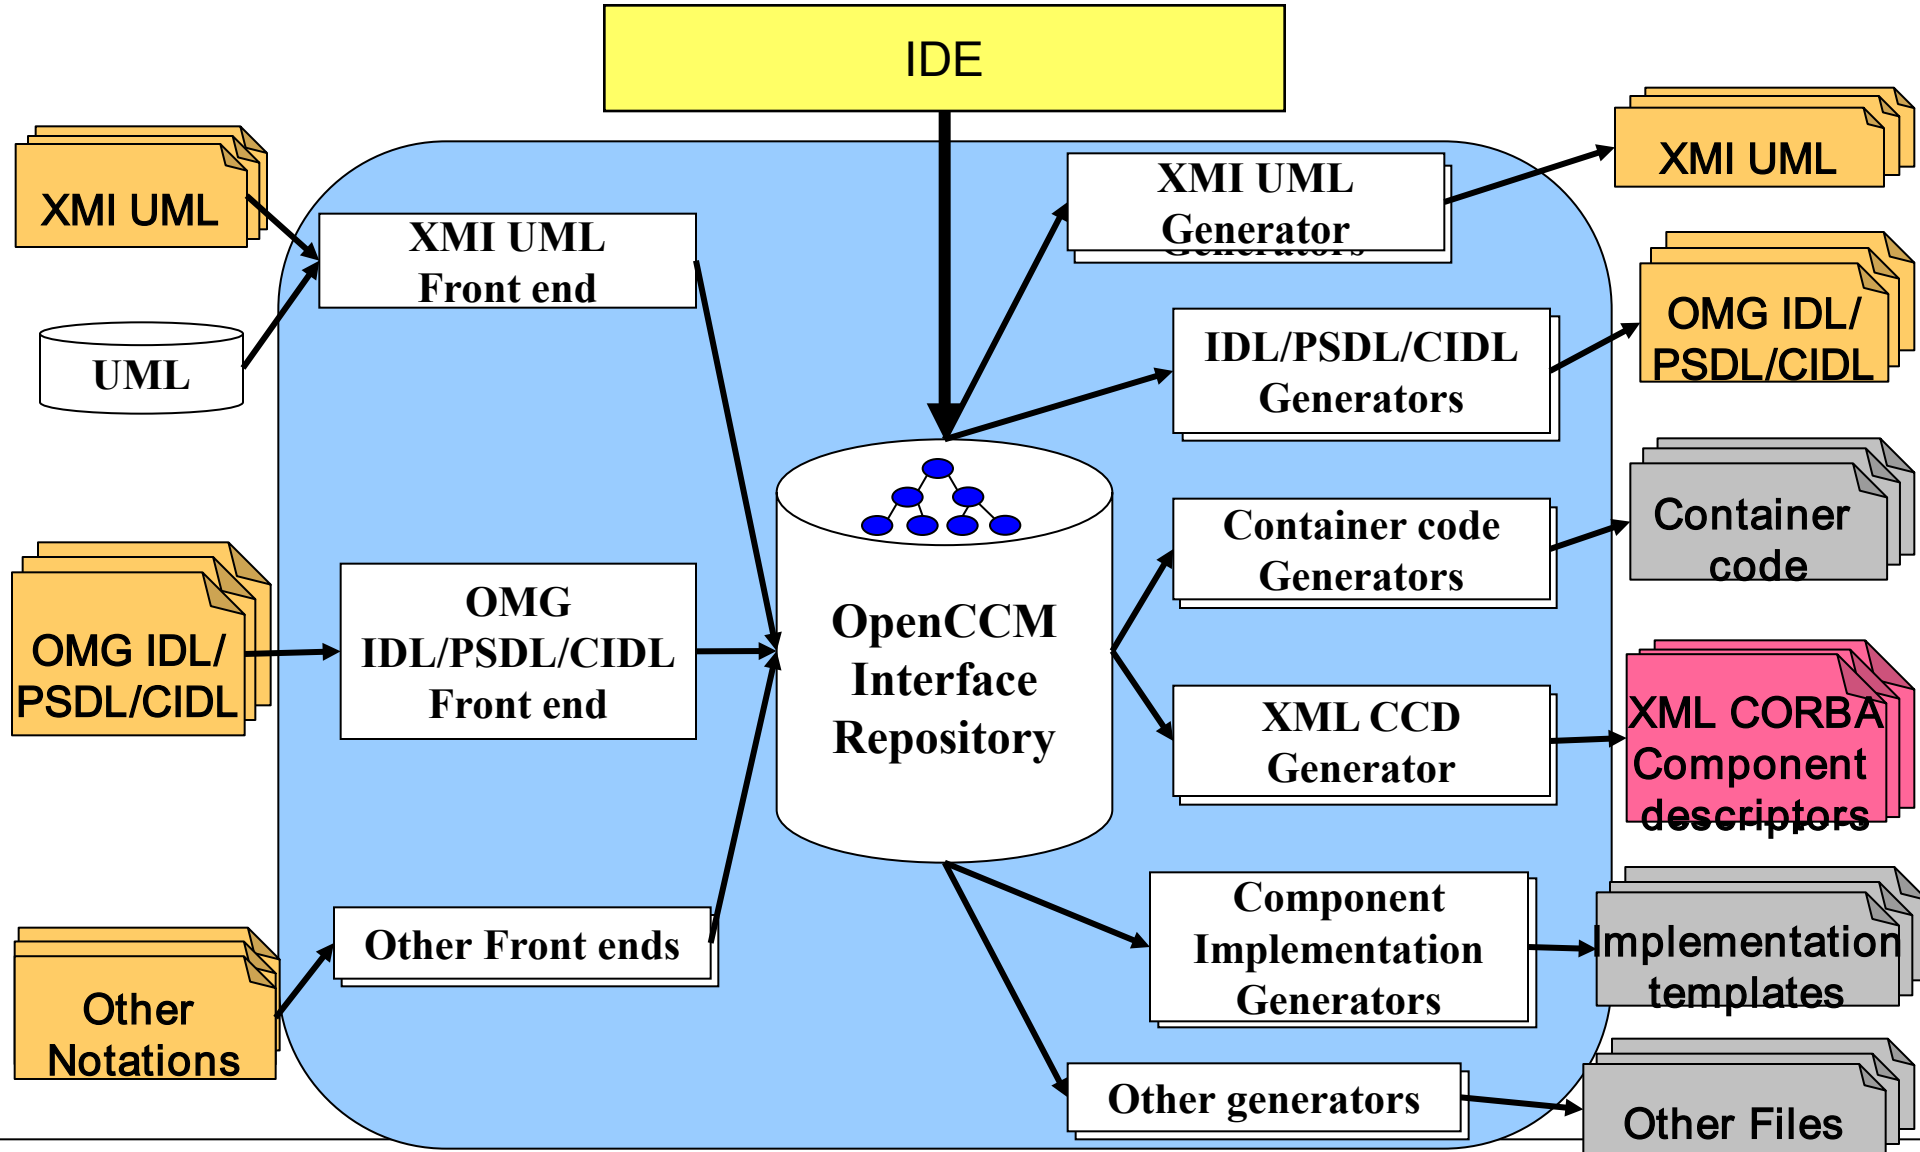 IDE
XMI UML
UML
OMG IDL/
PSDL/CIDL
Other
Notations
XMI UML
Front end
OMG
IDL/PSDL/CIDL
Front end
Other Front ends
OpenCCM
Interface
Repository
XMI UML
Generator
Generators
IDL/PSDL/CIDL
Generators
Container code
Generators
XML CCD
Generator
Component
Implementation
Generators
Other generators
XMI UML
OMG IDL/
PSDL/CIDL
Container
code
XML CORBA
Component
descriptors
Implementation
templates
Other Files